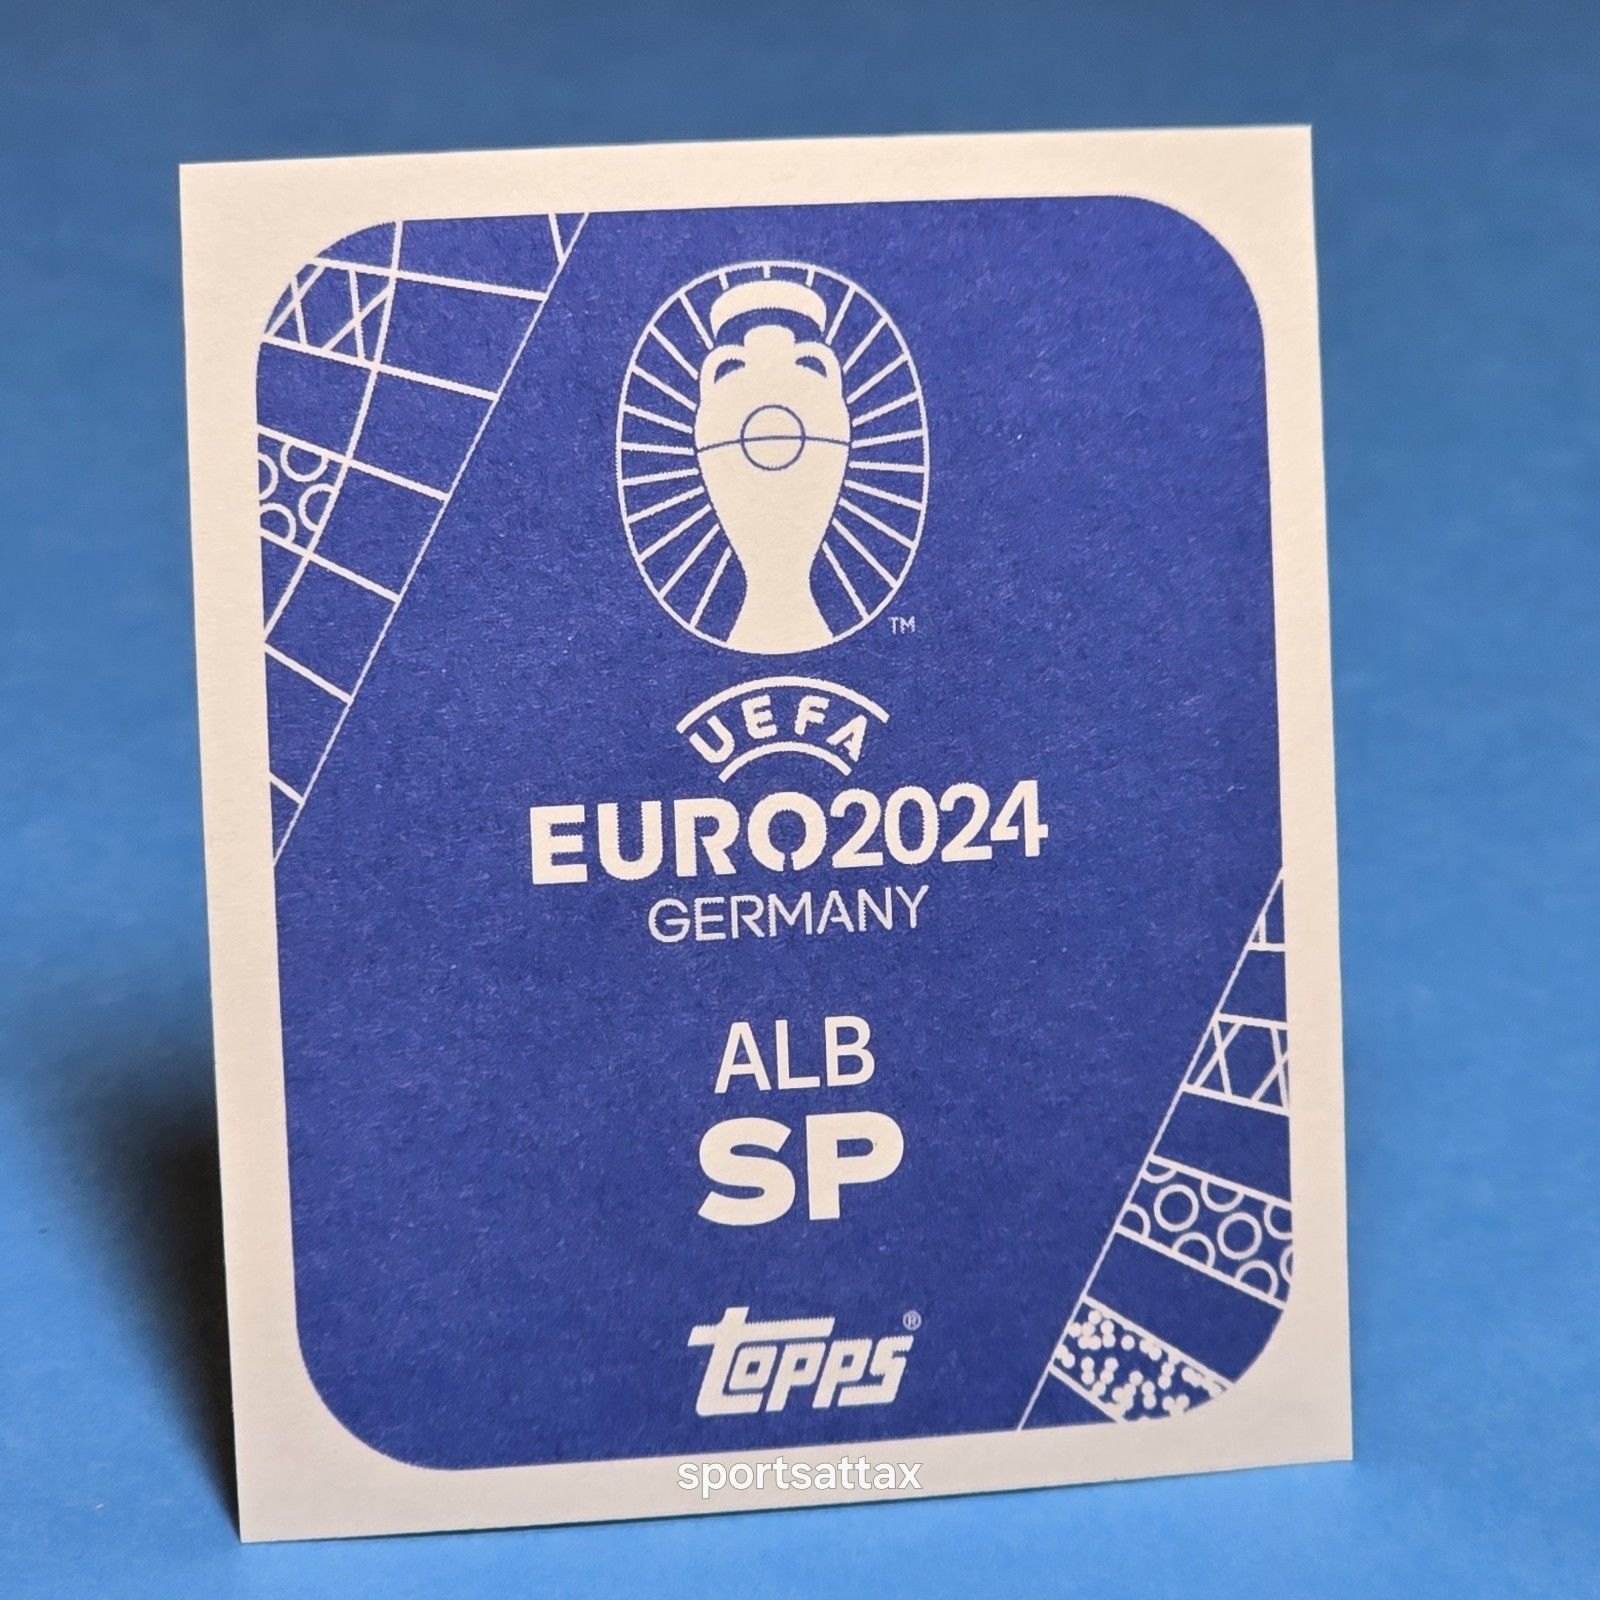 TM
UEFA
EURO2024
GERMANY
ALB
SP
topps®
sportsattax